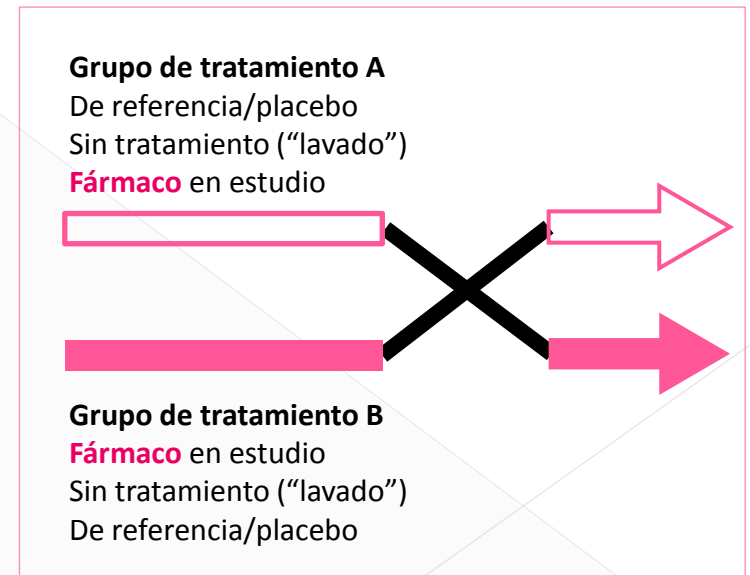 Grupo de tratamiento A
De referencia/placebo
Sin tratamiento (“lavado”)
Fármaco en estudio
Grupo de tratamiento B
Fármaco en estudio
Sin tratamiento (“lavado”)
De referencia/placebo